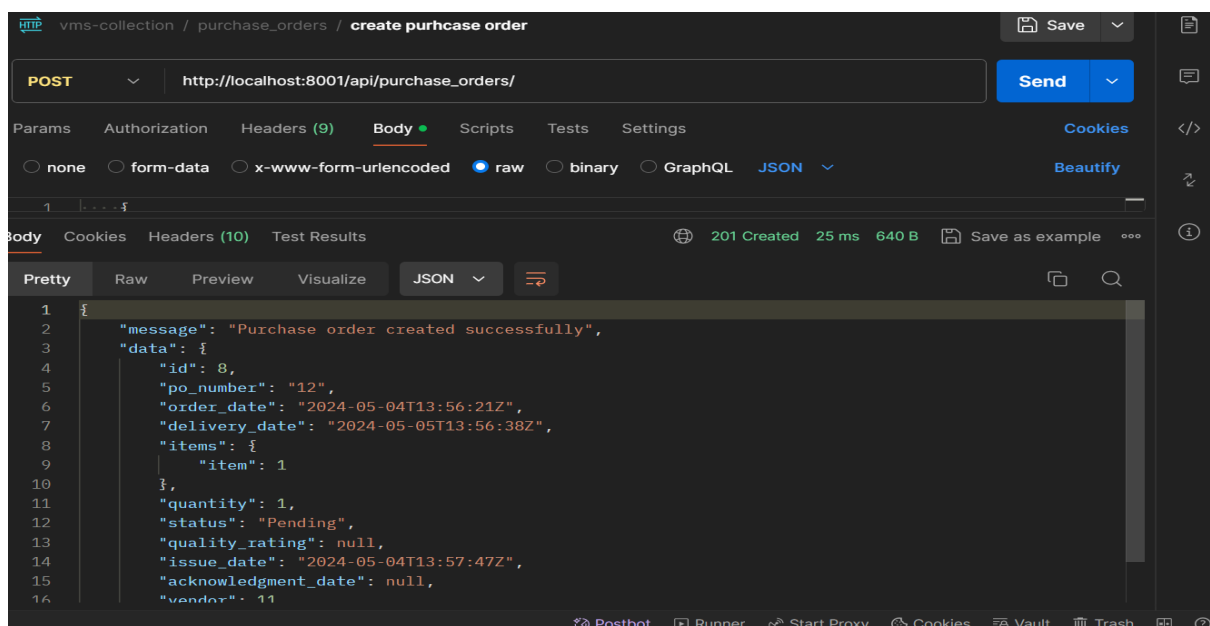 HTTP vms-collection / purchase_orders / create purhcase order Save
POST http://localhost:8001/api/purchase_orders/ Send
Params Authorization Headers (9) Body Scripts Tests Settings Cookies
none form-data x-www-form-urlencoded raw binary GraphQL JSON Beautify
1 ····{
Body Cookies Headers (10) Test Results 201 Created 25 ms 640 B Save as example
Pretty Raw Preview Visualize JSON
1 {
2 "message": "Purchase order created successfully",
3 "data": {
4 "id": 8,
5 "po_number": "12",
6 "order_date": "2024-05-04T13:56:21Z",
7 "delivery_date": "2024-05-05T13:56:38Z",
8 "items": {
9 "item": 1
10 },
11 "quantity": 1,
12 "status": "Pending",
13 "quality_rating": null,
14 "issue_date": "2024-05-04T13:57:47Z",
15 "acknowledgment_date": null,
16 "vendor": 11
Postbot Runner Start Proxy Cookies Vault Trash